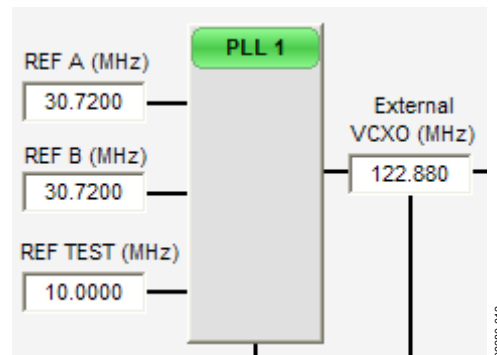 REF A (MHz)
30.7200
REF B (MHz)
30.7200
REF TEST (MHz)
10.0000
PLL 1
External
VCXO (MHz)
122.880